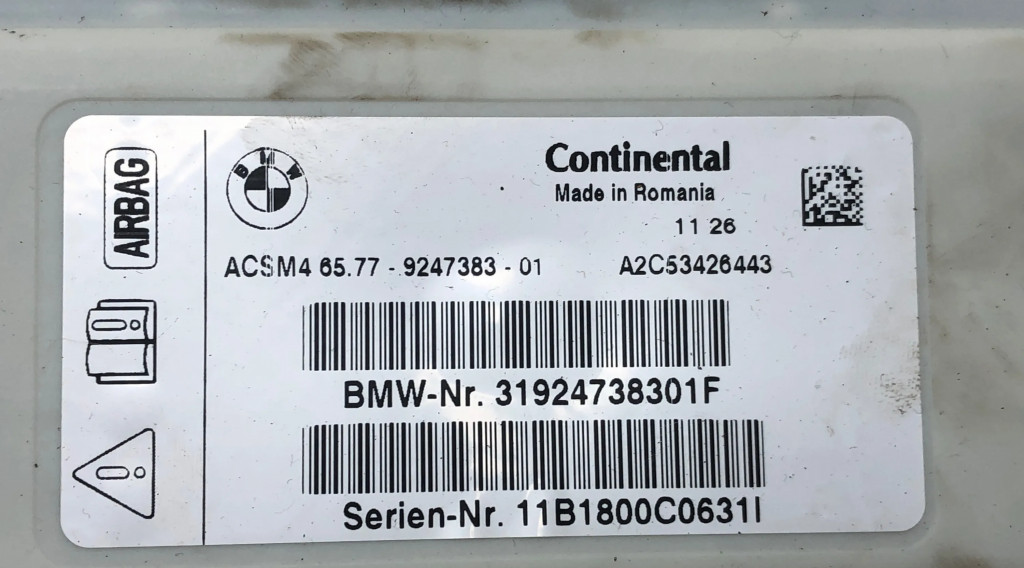 AIRBAG
BMW
Continental
Made in Romania
11 26
ACSM4 65.77 - 9247383 - 01 A2C53426443
BMW-Nr. 31924738301F
Serien-Nr. 11B1800C0631I